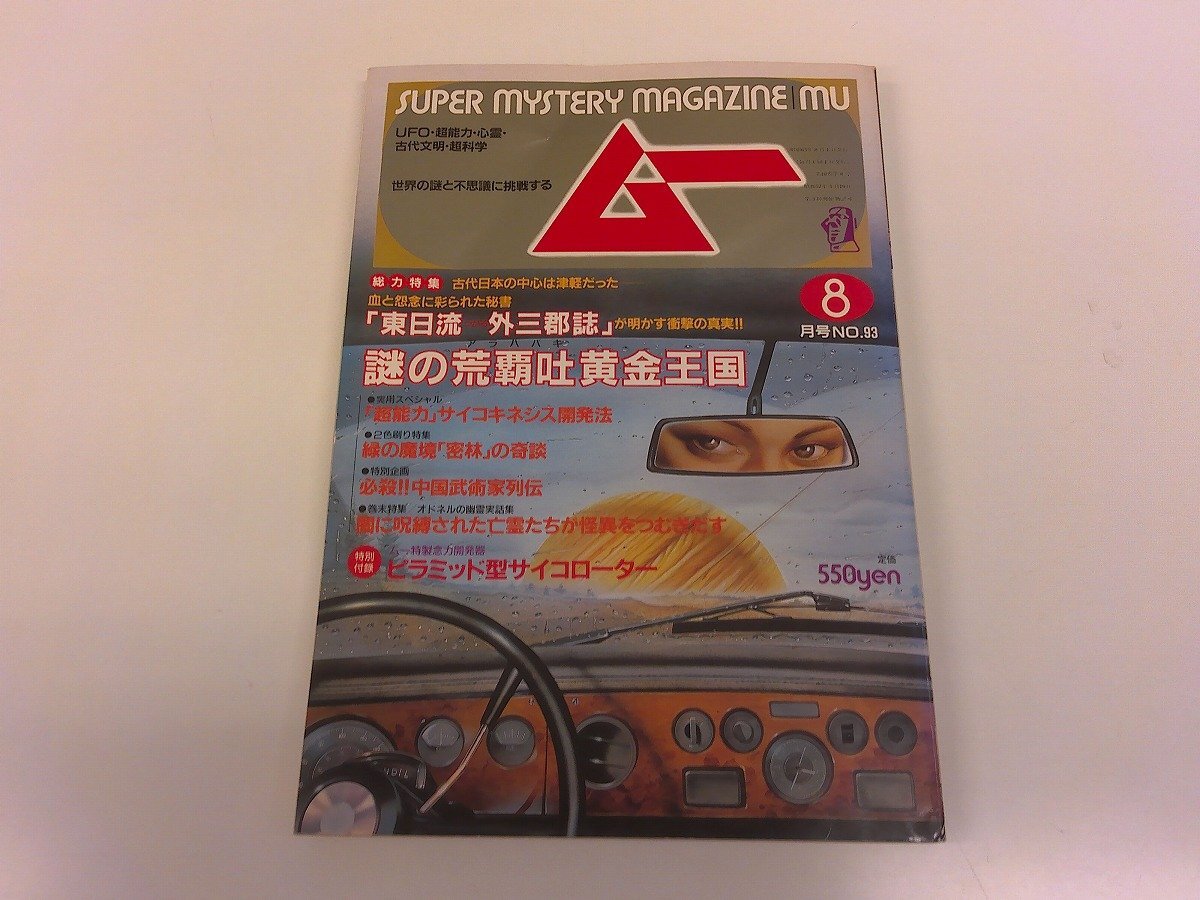 SUPER MYSTERY MAGAZINE MU
UFO・超能力・心霊・
古代文明・超科学
世界の謎と不思議に挑戦する
ムー
総力特集 古代日本の中心は津軽だった
血と怨念に彩られた秘書
「東日流外三郡誌」が明かす衝撃の真実!!
アラハバキ
謎の荒覇吐黄金王国
8
月号NO.93
●実用スペシャル
「超能力」サイコキネシス開発法
●2色刷り特集
緑の魔境「密林」の奇談
●特別企画
必殺!!中国武術家列伝
●巻末特集 オドネルの幽霊実話集
闇に呪縛された亡霊たちが怪異をつむぎだす
特別
付録
ムー特製念力開発器
ピラミッド型サイコローター
定価
550yen